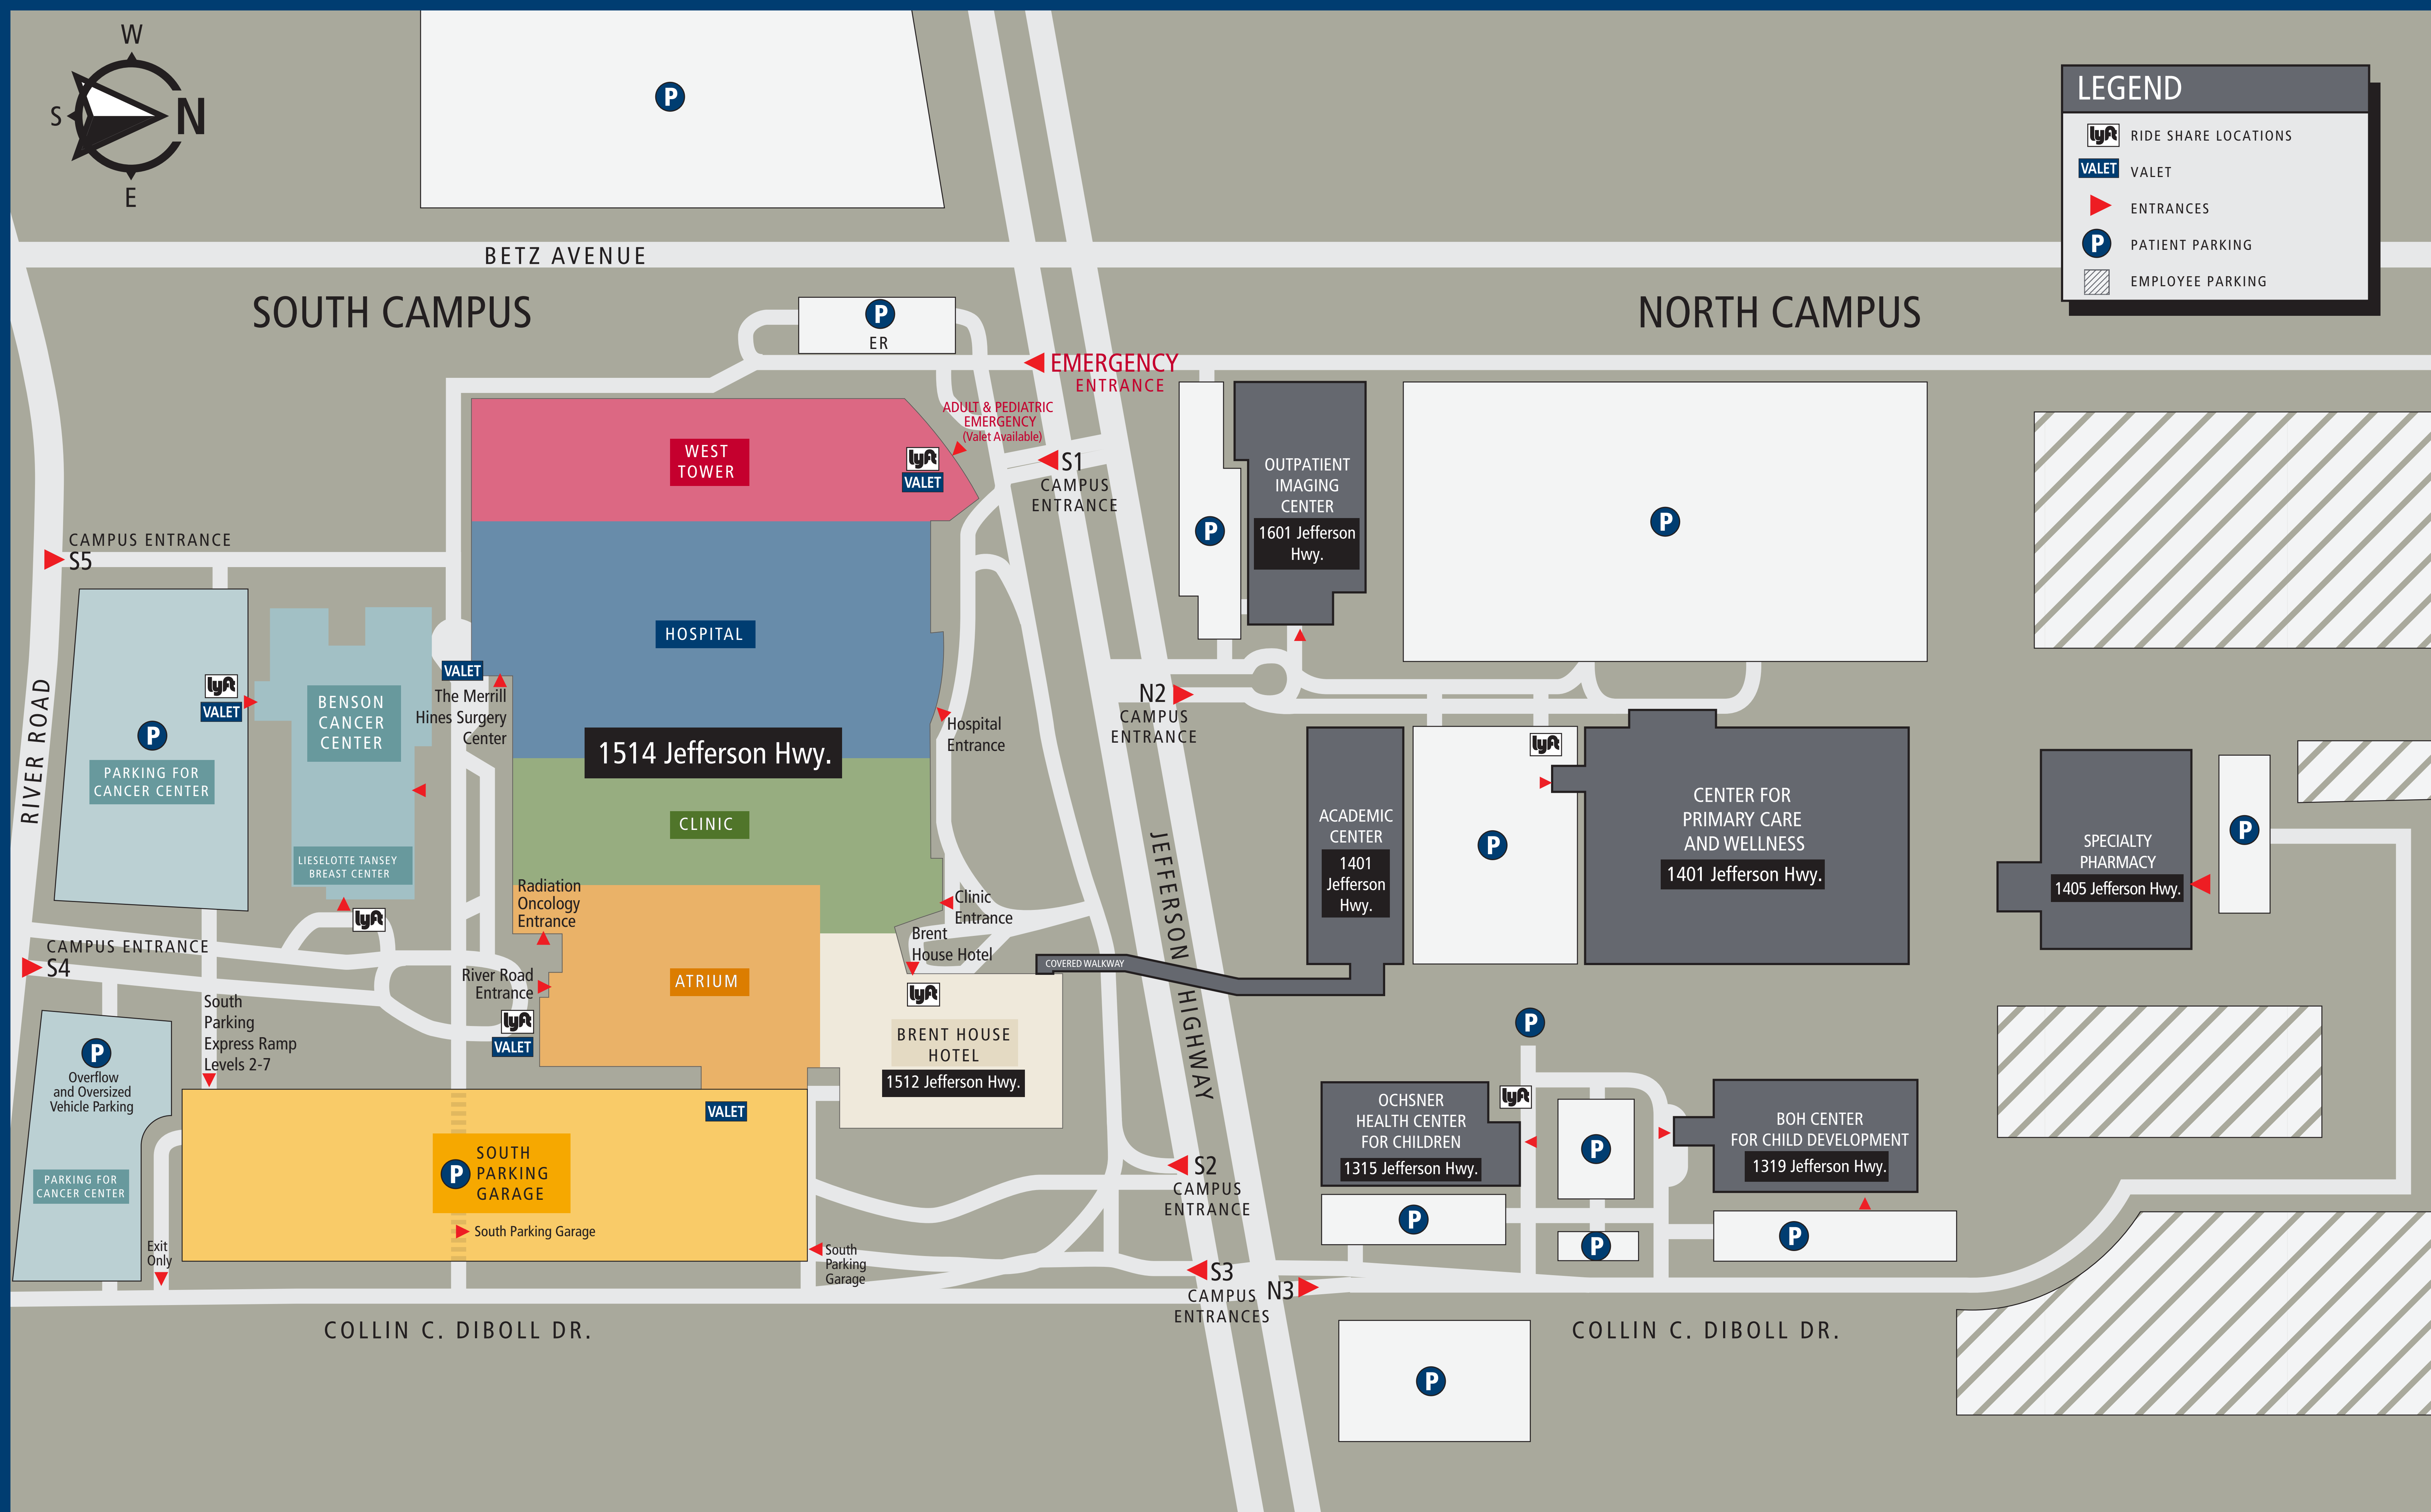 W
S
N
E
P
LEGEND
lyft RIDE SHARE LOCATIONS
VALET VALET
ENTRANCES
P PATIENT PARKING
EMPLOYEE PARKING
BETZ AVENUE
SOUTH CAMPUS
NORTH CAMPUS
P
ER
EMERGENCY
ENTRANCE
ADULT & PEDIATRIC
EMERGENCY
(Valet Available)
WEST
TOWER
lyft
VALET
S1
CAMPUS
ENTRANCE
P
OUTPATIENT
IMAGING
CENTER
1601 Jefferson
Hwy.
P
CAMPUS ENTRANCE
S5
HOSPITAL
VALET
The Merrill
Hines Surgery
Center
lyft
VALET
BENSON
CANCER
CENTER
P
PARKING FOR
CANCER CENTER
RIVER ROAD
1514 Jefferson Hwy.
Hospital
Entrance
N2
CAMPUS
ENTRANCE
lyft
P
CENTER FOR
PRIMARY CARE
AND WELLNESS
1401 Jefferson Hwy.
ACADEMIC
CENTER
1401
Jefferson
Hwy.
SPECIALTY
PHARMACY
1405 Jefferson Hwy.
P
CLINIC
LIESELOTTE TANSEY
BREAST CENTER
lyft
Radiation
Oncology
Entrance
Clinic
Entrance
Brent
House Hotel
COVERED WALKWAY
JEFFERSON HIGHWAY
CAMPUS ENTRANCE
S4
River Road
Entrance
ATRIUM
lyft
VALET
lyft
BRENT HOUSE
HOTEL
1512 Jefferson Hwy.
South
Parking
Express Ramp
Levels 2-7
P
Overflow
and Oversized
Vehicle Parking
PARKING FOR
CANCER CENTER
VALET
P
SOUTH
PARKING
GARAGE
South Parking Garage
Exit
Only
South
Parking
Garage
S2
CAMPUS
ENTRANCE
S3
N3
CAMPUS
ENTRANCES
P
lyft
OCHSNER
HEALTH CENTER
FOR CHILDREN
1315 Jefferson Hwy.
P
BOH CENTER
FOR CHILD DEVELOPMENT
1319 Jefferson Hwy.
P
P
P
COLLIN C. DIBOLL DR.
COLLIN C. DIBOLL DR.
P